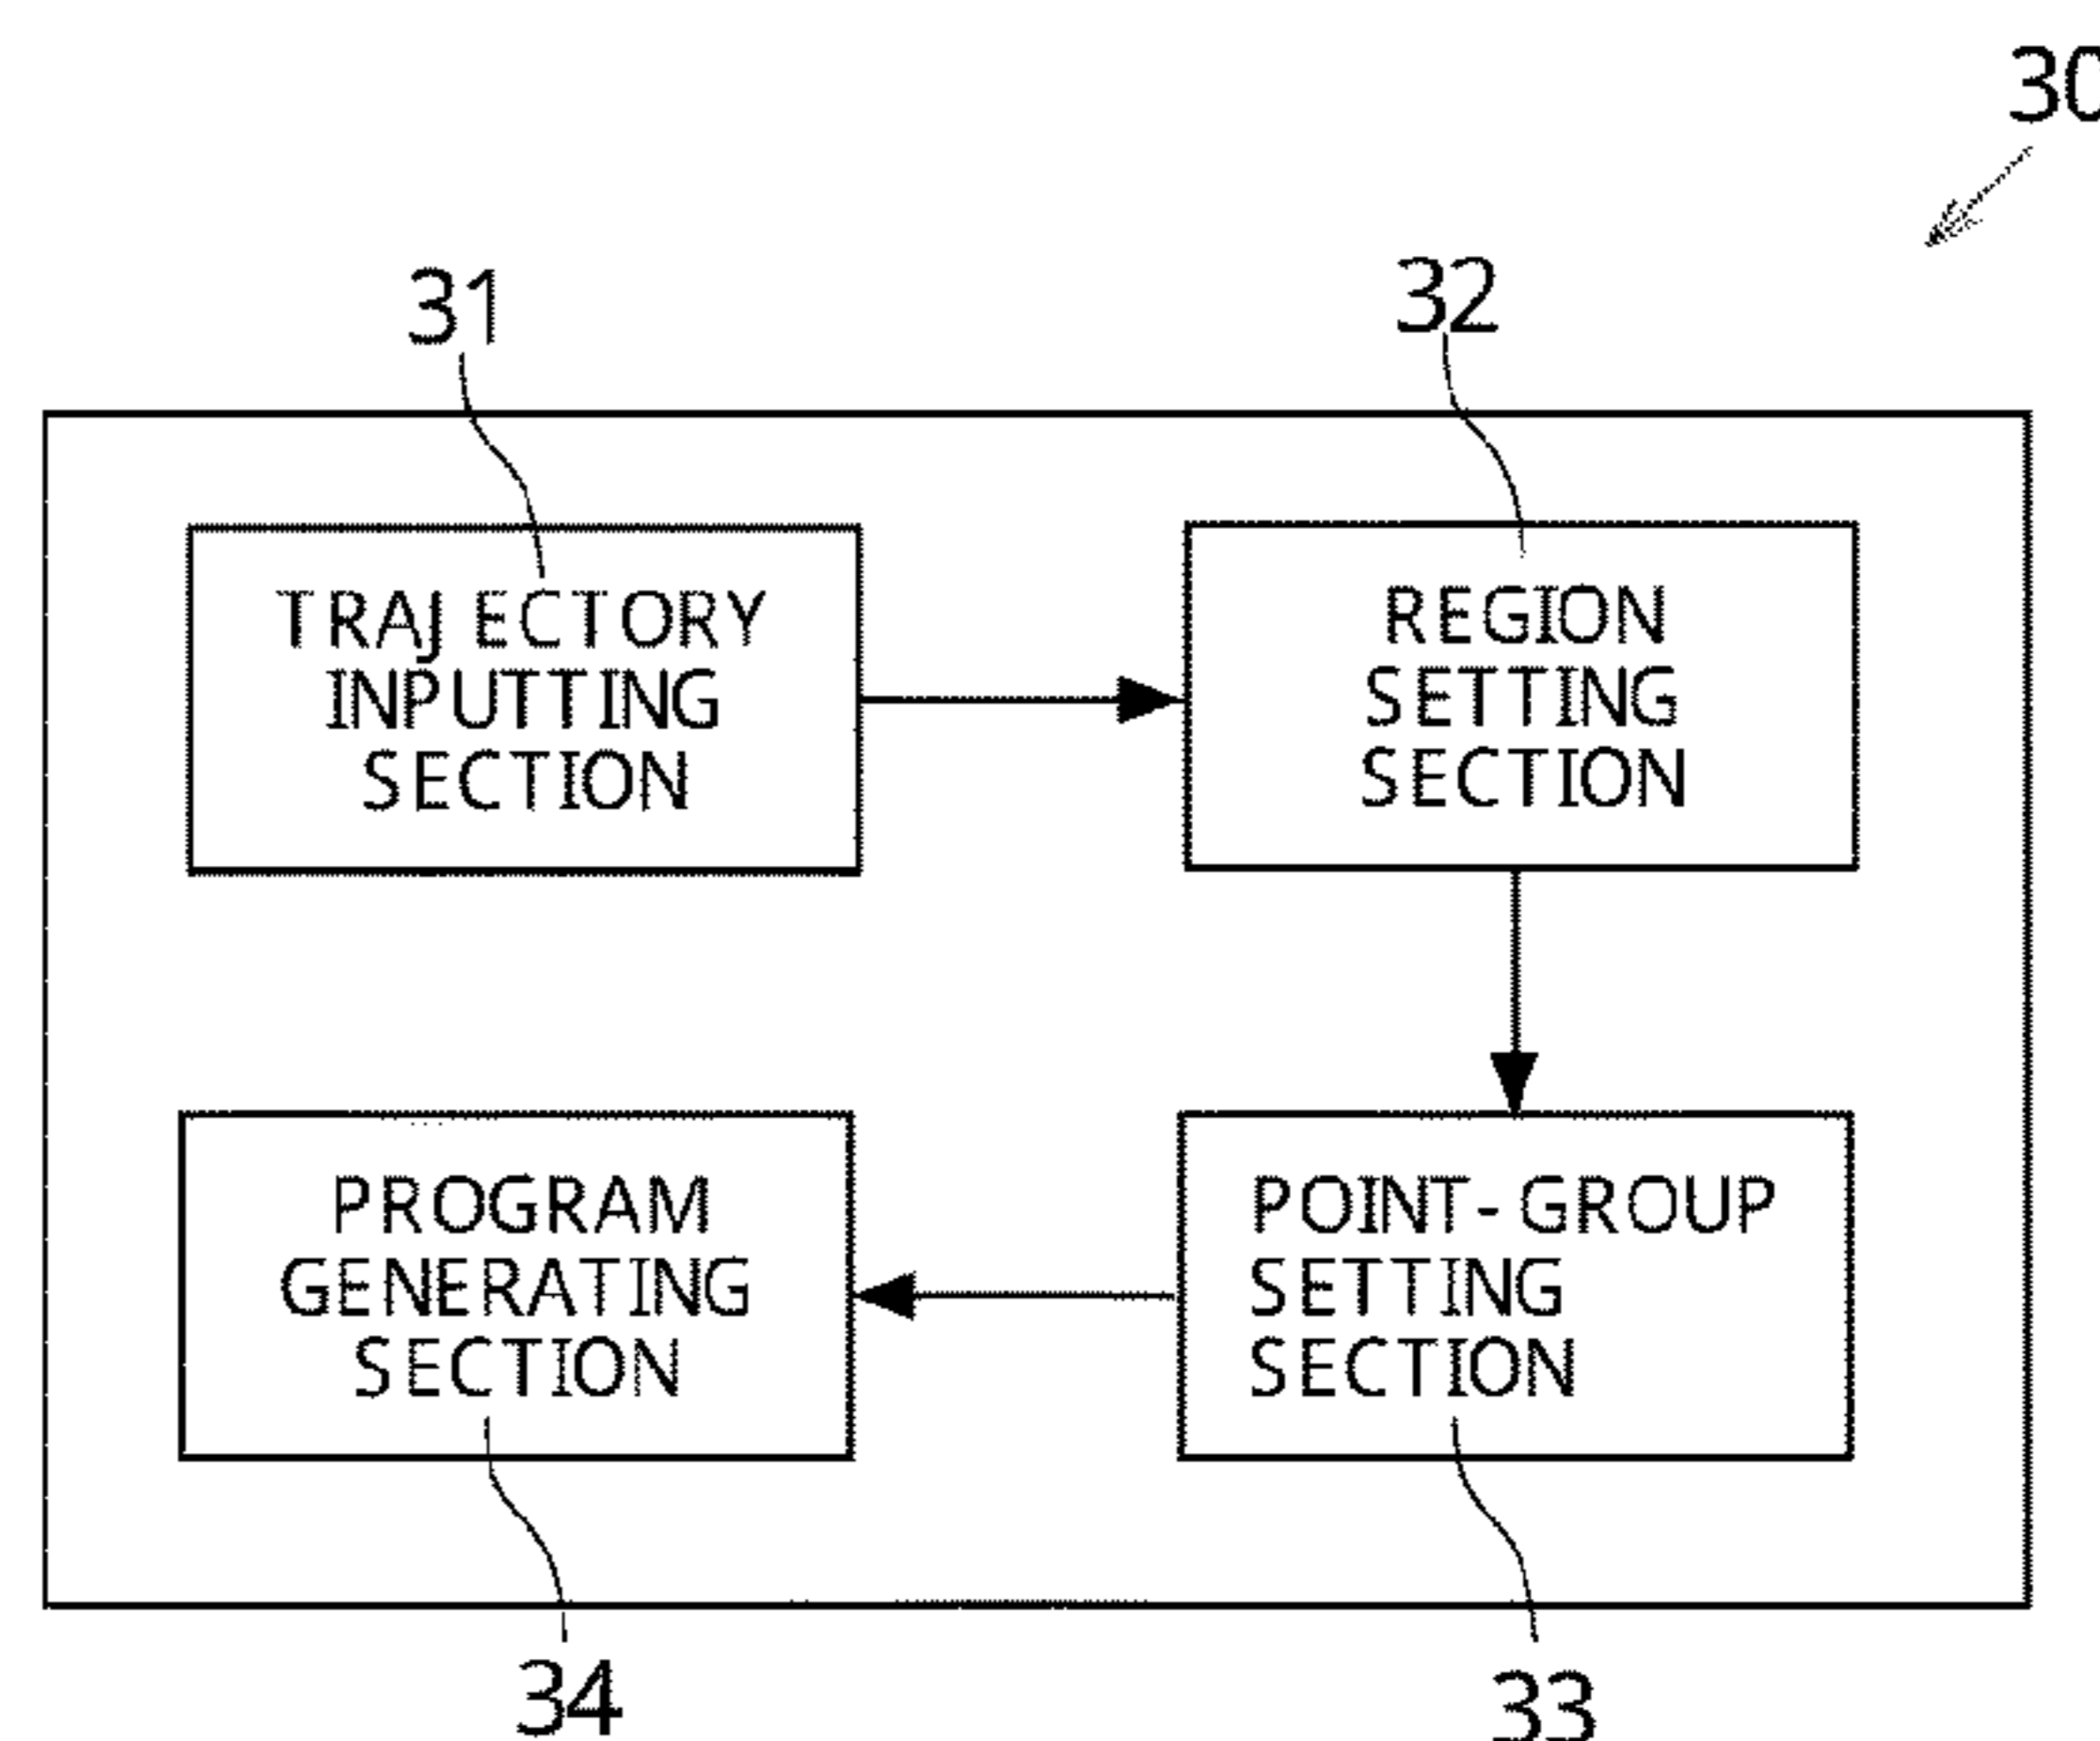 30
31
32
TRAJECTORY
INPUTTING
SECTION
REGION
SETTING
SECTION
PROGRAM
GENERATING
SECTION
POINT-GROUP
SETTING
SECTION
34
33